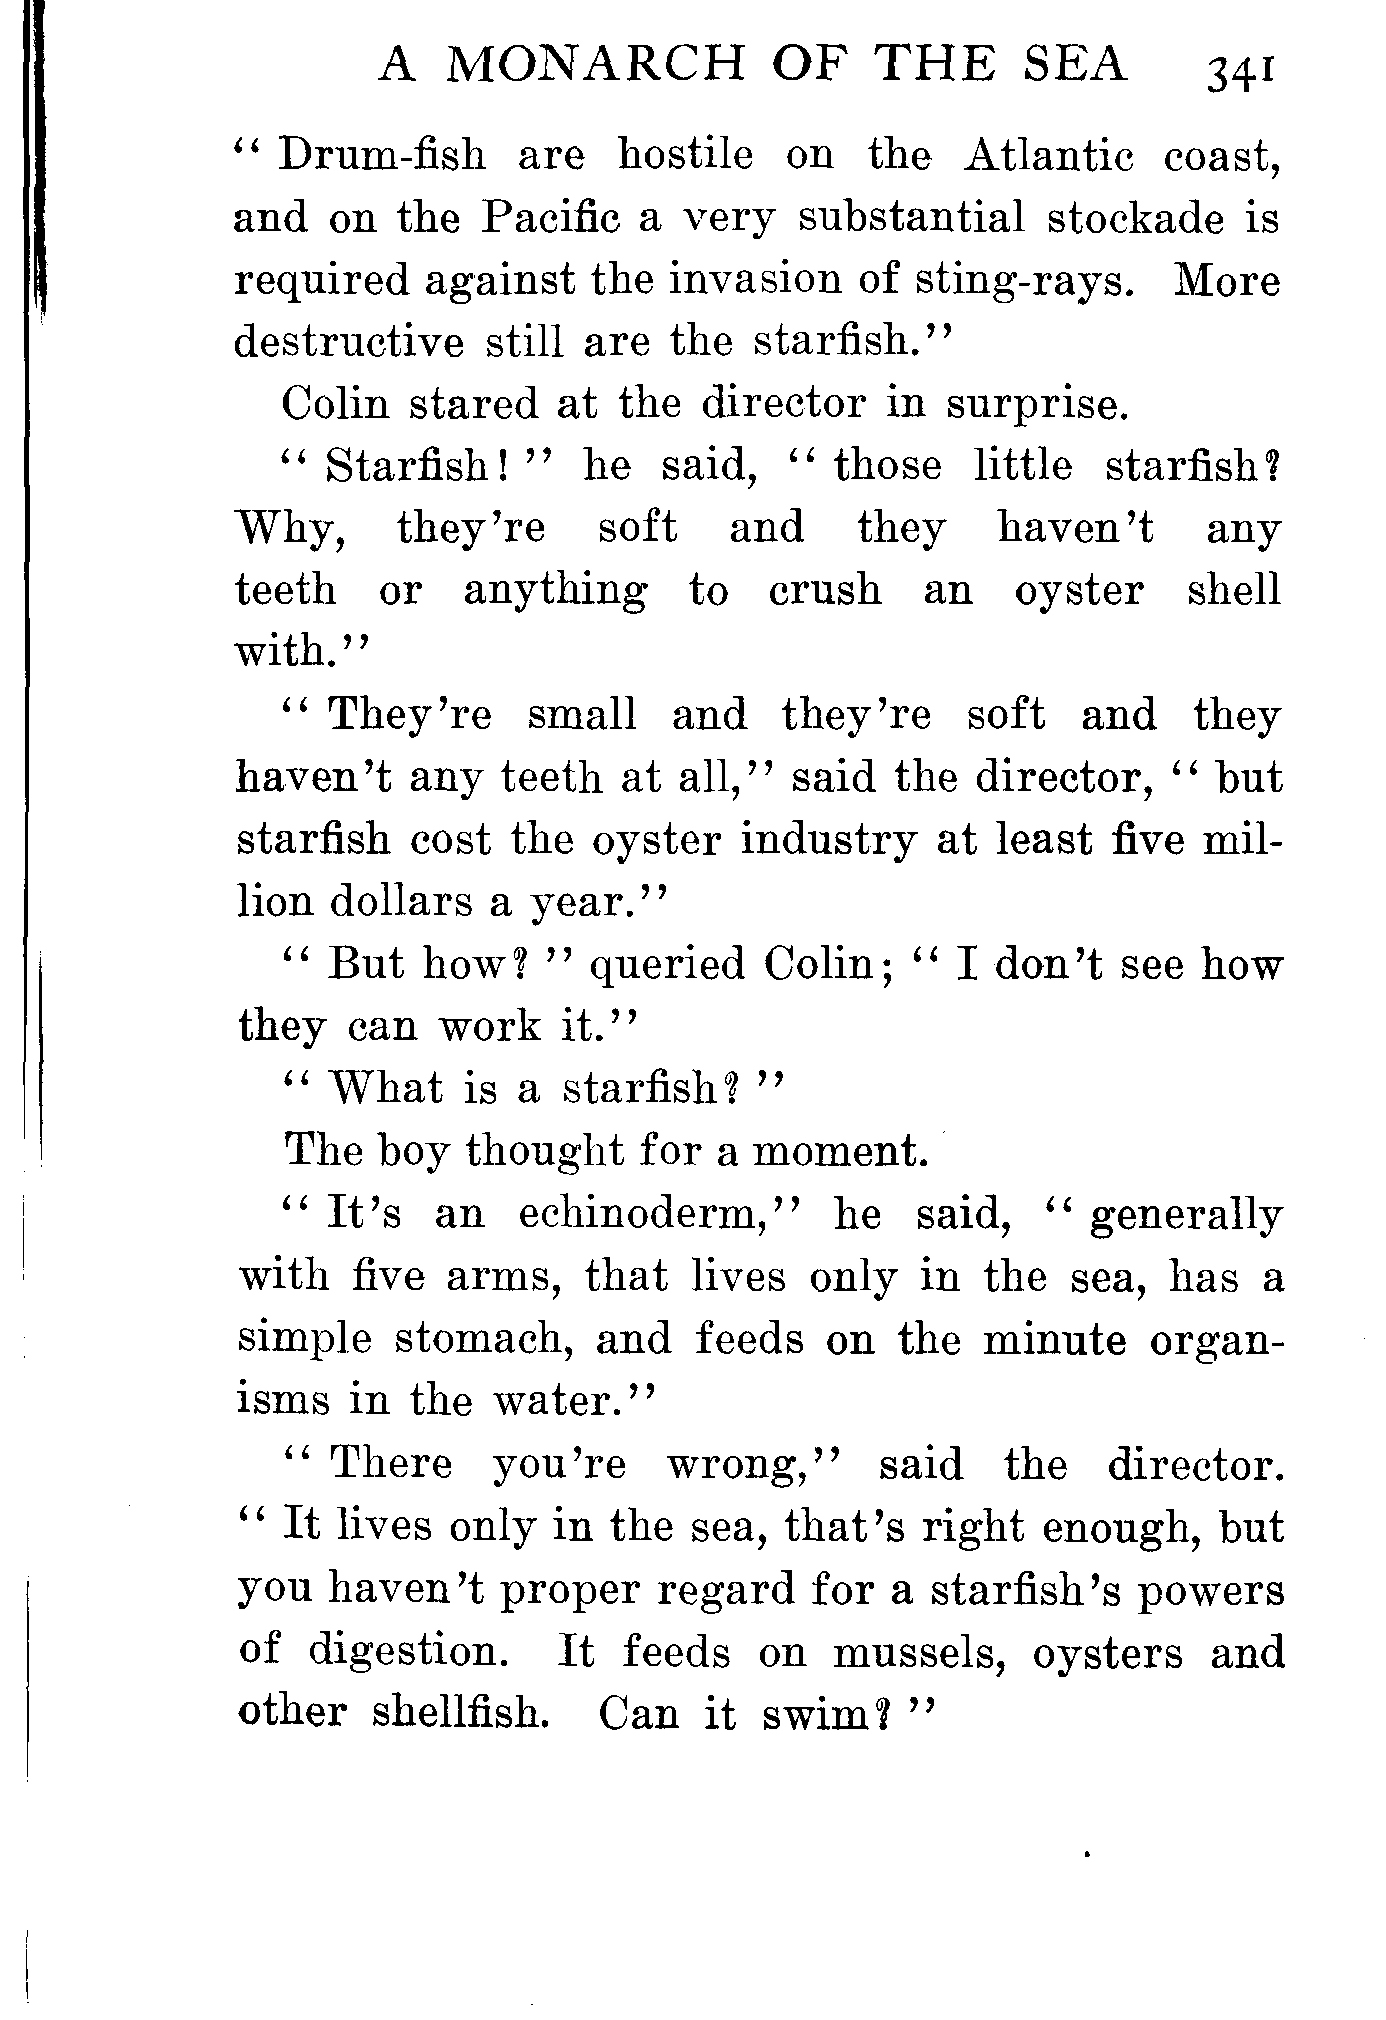 A MONARCH OF THE SEA 341
“ Drum-fish are hostile on the Atlantic coast,
and on the Pacific a very substantial stockade is
required against the invasion of sting-rays. More
destructive still are the starfish.”
Colin stared at the director in surprise.
“ Starfish! ” he said, “ those little starfish?
Why, they’re soft and they haven’t any
teeth or anything to crush an oyster shell
with.”
“ They’re small and they’re soft and they
haven’t any teeth at all,” said the director, “ but
starfish cost the oyster industry at least five mil-
lion dollars a year.”
“ But how? ” queried Colin; “ I don’t see how
they can work it.”
“ What is a starfish? ”
The boy thought for a moment.
“ It’s an echinoderm,” he said, “ generally
with five arms, that lives only in the sea, has a
simple stomach, and feeds on the minute organ-
isms in the water.”
“ There you’re wrong,” said the director.
“ It lives only in the sea, that’s right enough, but
you haven’t proper regard for a starfish’s powers
of digestion. It feeds on mussels, oysters and
other shellfish. Can it swim? ”